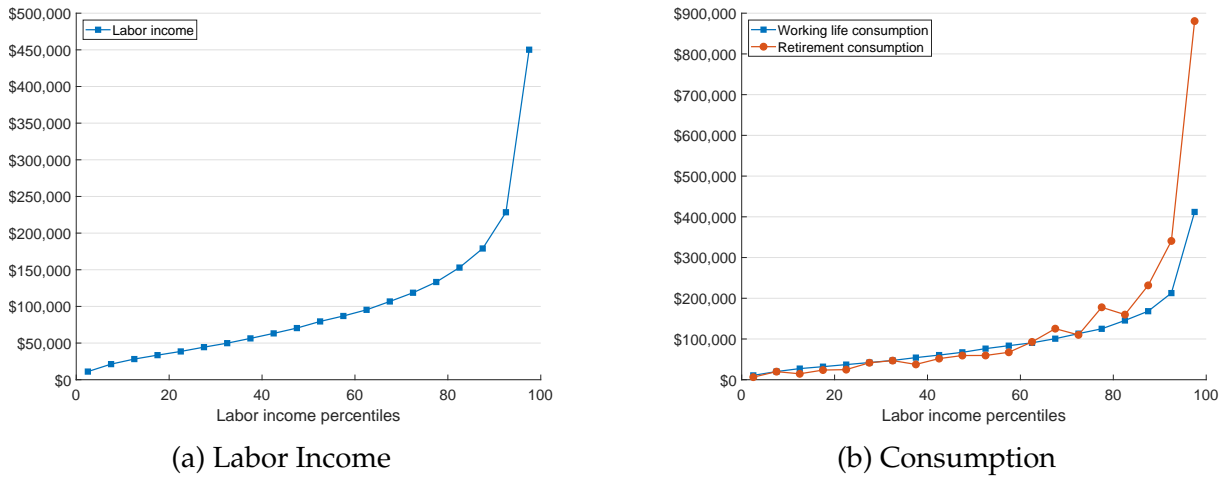 $500,000
$450,000
$400,000
$350,000
$300,000
$250,000
$200,000
$150,000
$100,000
$50,000
$0
Labor income
0 20 40 60 80 100
Labor income percentiles
(a) Labor Income
$900,000
$800,000
$700,000
$600,000
$500,000
$400,000
$300,000
$200,000
$100,000
$0
Working life consumption
Retirement consumption
0 20 40 60 80 100
Labor income percentiles
(b) Consumption